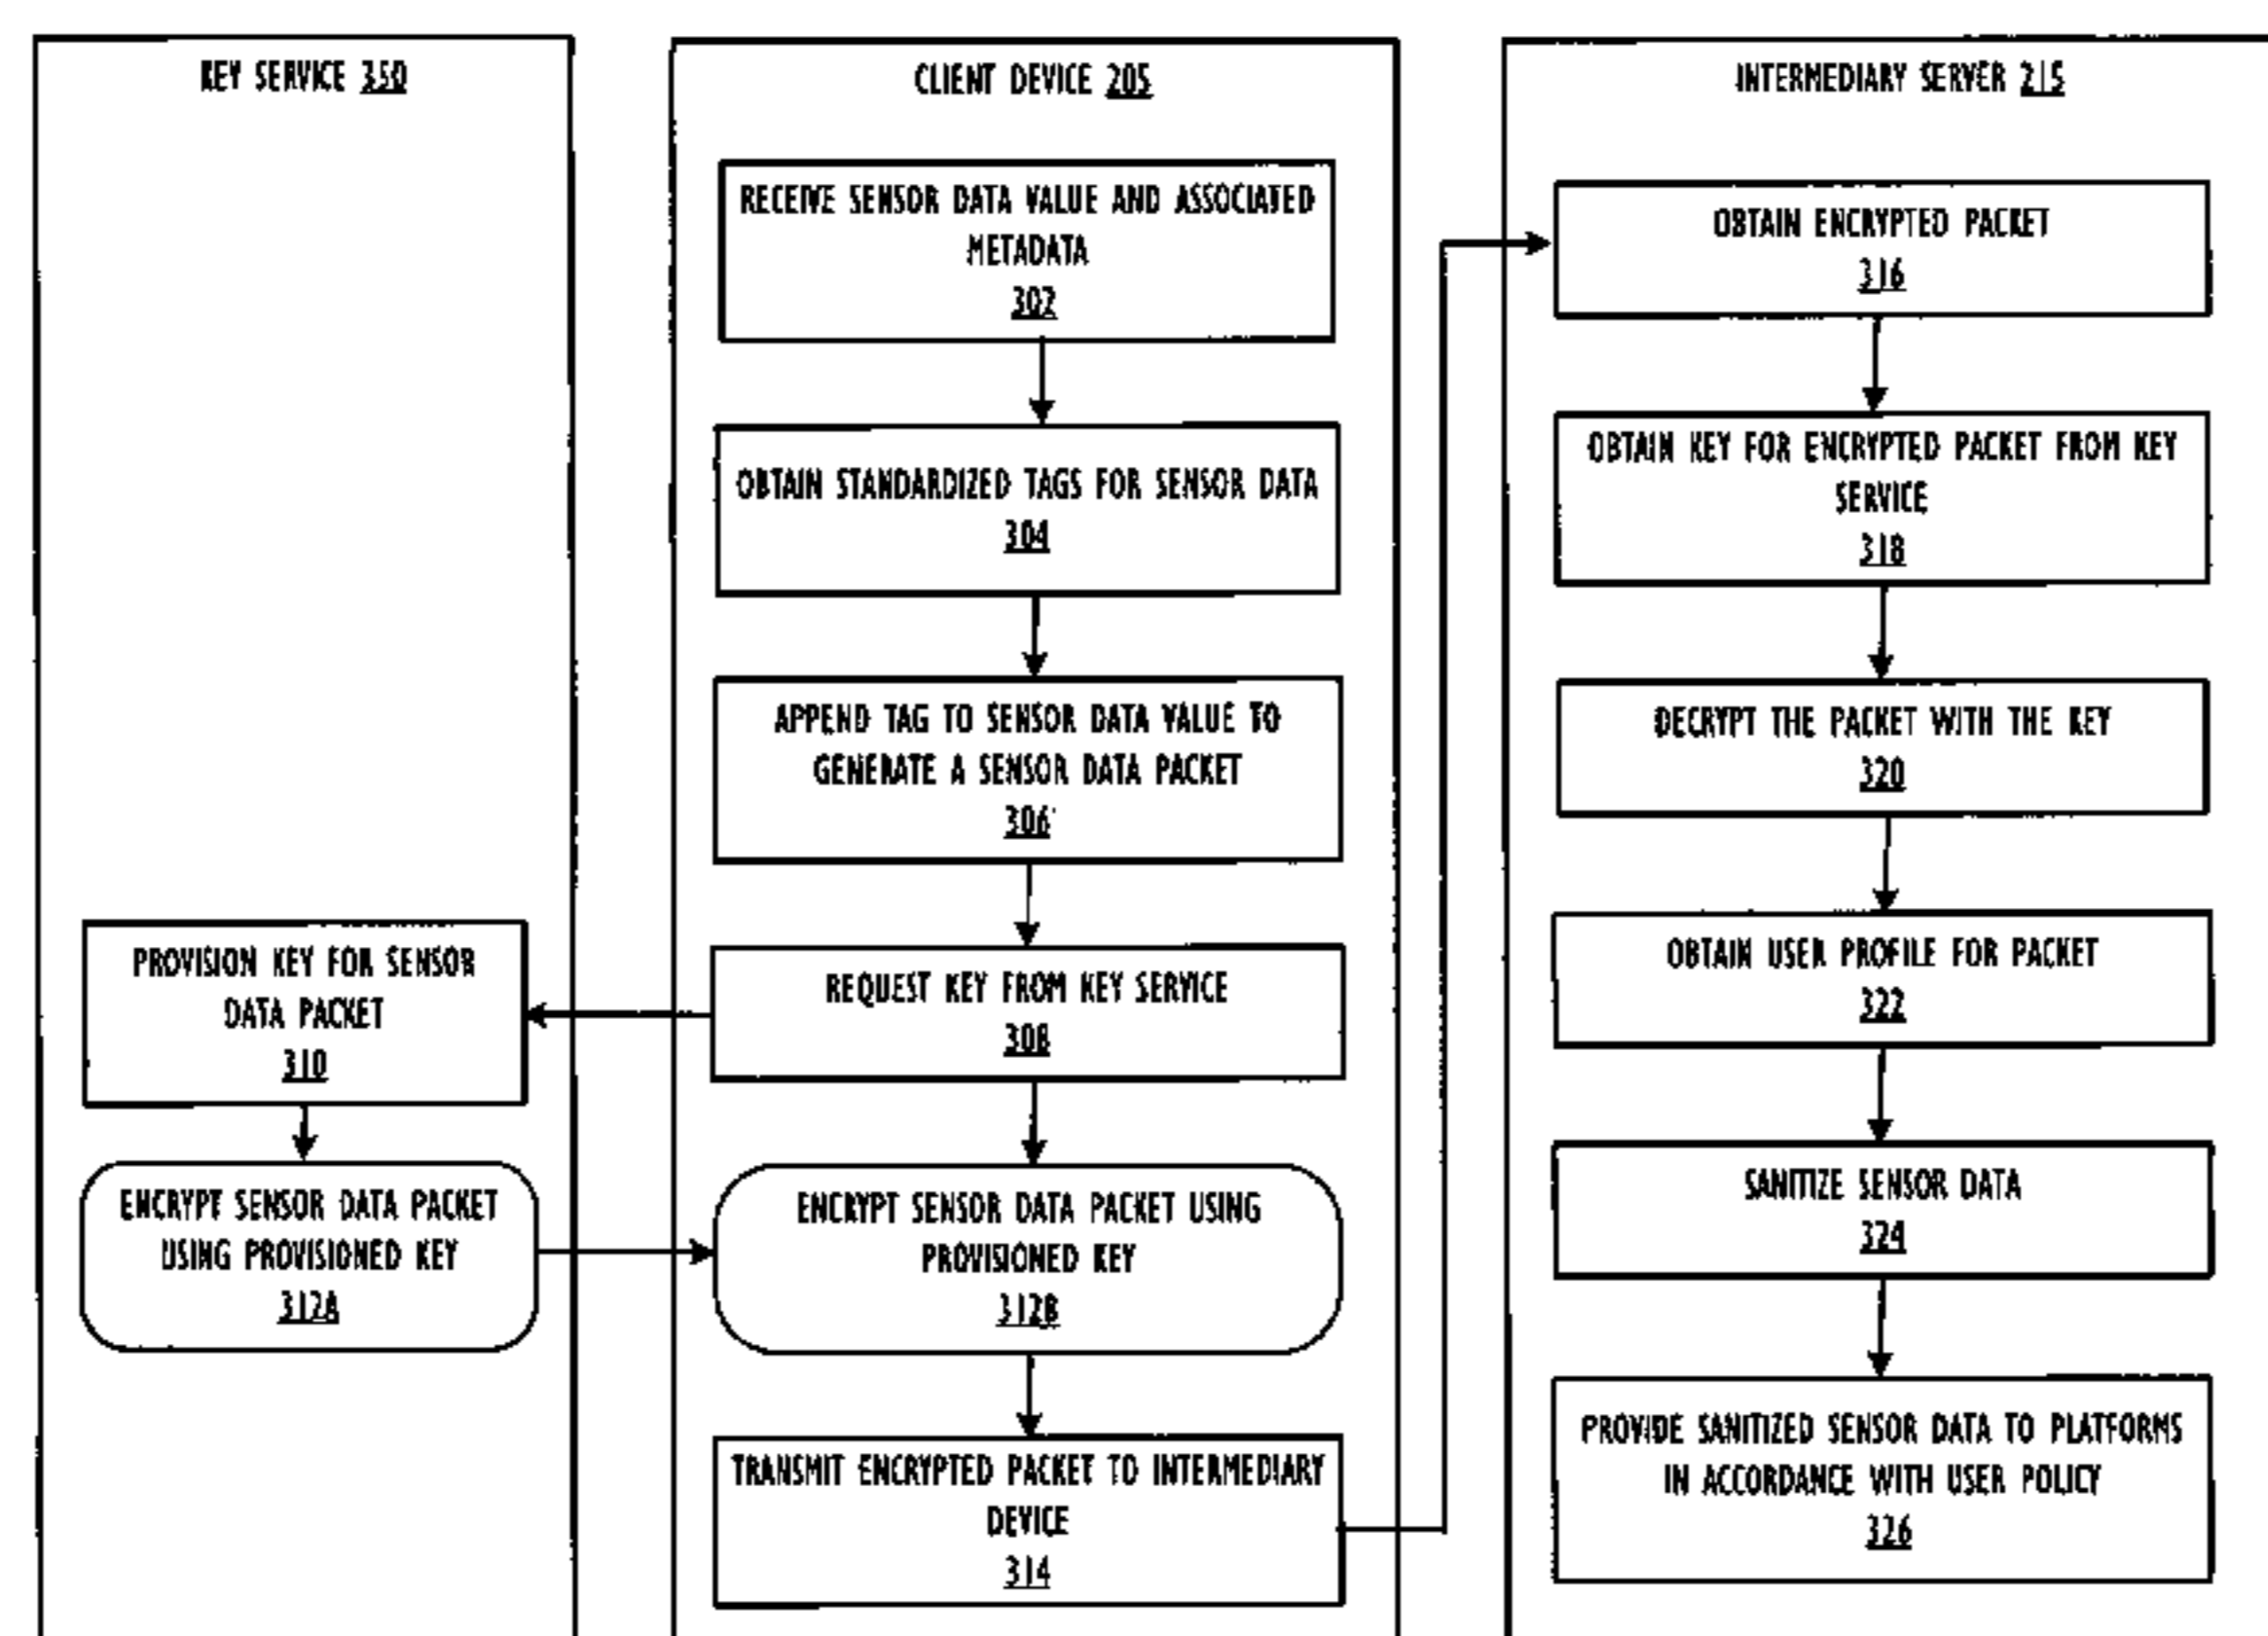 KEY SERVICE 350
PROVISION KEY FOR SENSOR
DATA PACKET
310
ENCRYPT SENSOR DATA PACKET
USING PROVISIONED KEY
312A
CLIENT DEVICE 205
RECEIVE SENSOR DATA VALUE AND ASSOCIATED
METADATA
302
OBTAIN STANDARDIZED TAGS FOR SENSOR DATA
304
APPEND TAG TO SENSOR DATA VALUE TO
GENERATE A SENSOR DATA PACKET
306
REQUEST KEY FROM KEY SERVICE
308
ENCRYPT SENSOR DATA PACKET USING
PROVISIONED KEY
312B
TRANSMIT ENCRYPTED PACKET TO INTERMEDIARY
DEVICE
314
INTERMEDIARY SERVER 215
OBTAIN ENCRYPTED PACKET
316
OBTAIN KEY FOR ENCRYPTED PACKET FROM KEY
SERVICE
318
DECRYPT THE PACKET WITH THE KEY
320
OBTAIN USER PROFILE FOR PACKET
322
SANITIZE SENSOR DATA
324
PROVIDE SANITIZED SENSOR DATA TO PLATFORMS
IN ACCORDANCE WITH USER POLICY
326